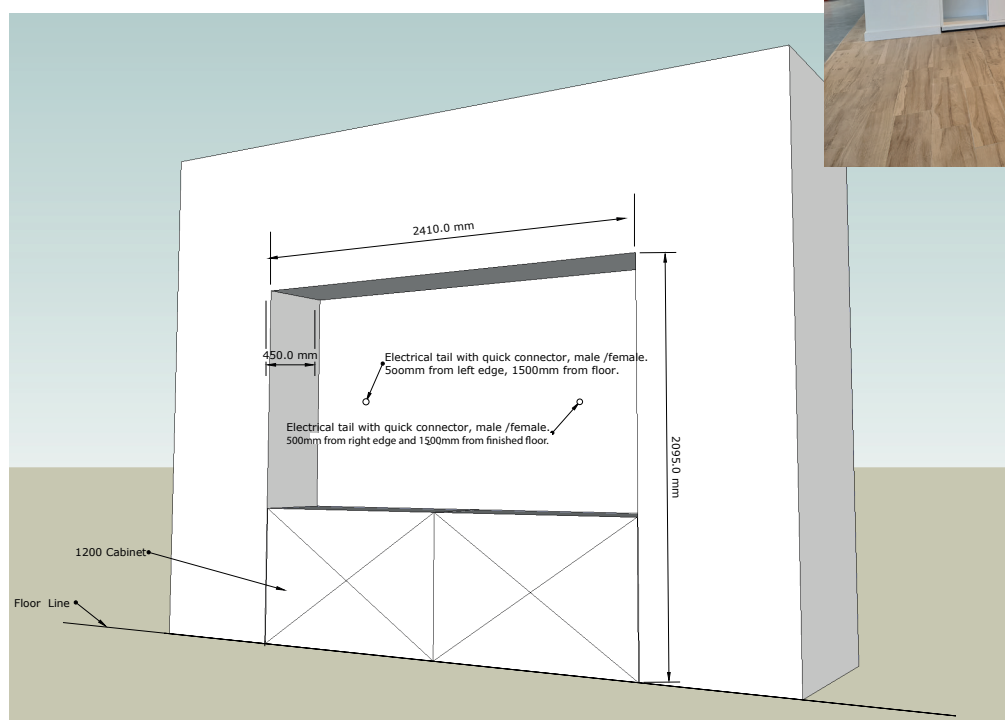 2410.0 mm
450.0 mm
Electrical tail with quick connector, male /female.
5oomm from left edge, 1500mm from floor.
Electrical tail with quick connector, male /female.
500mm from right edge and 1500mm from finished floor.
2095.0 mm
1200 Cabinet
Floor Line